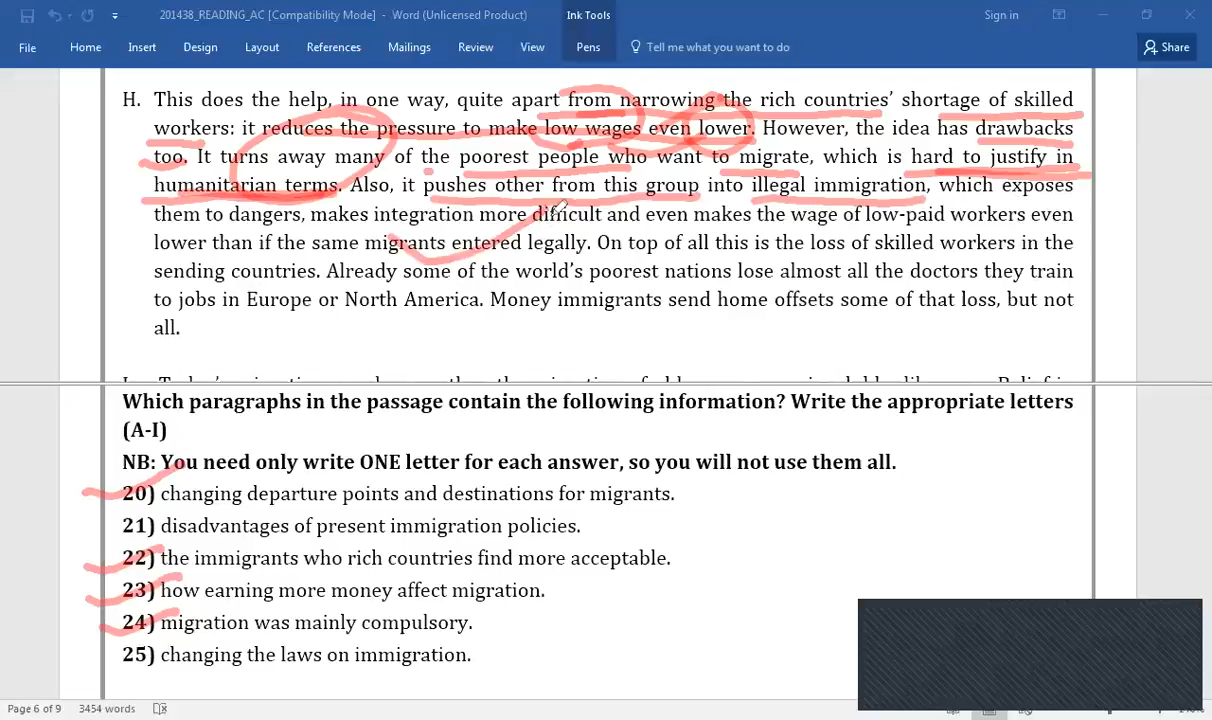 201438_READING_AC [Compatibility Mode] - Word (Unlicensed Product)
Ink Tools
Sign in
File Home Insert Design Layout References Mailings Review View Pens Tell me what you want to do Share
H. This does the help, in one way, quite apart from narrowing the rich countries’ shortage of skilled
workers: it reduces the pressure to make low wages even lower. However, the idea has drawbacks
too. It turns away many of the poorest people who want to migrate, which is hard to justify in
humanitarian terms. Also, it pushes other from this group into illegal immigration, which exposes
them to dangers, makes integration more difficult and even makes the wage of low-paid workers even
lower than if the same migrants entered legally. On top of all this is the loss of skilled workers in the
sending countries. Already some of the world’s poorest nations lose almost all the doctors they train
to jobs in Europe or North America. Money immigrants send home offsets some of that loss, but not
all.
Which paragraphs in the passage contain the following information? Write the appropriate letters
(A-I)
NB: You need only write ONE letter for each answer, so you will not use them all.
20) changing departure points and destinations for migrants.
21) disadvantages of present immigration policies.
22) the immigrants who rich countries find more acceptable.
23) how earning more money affect migration.
24) migration was mainly compulsory.
25) changing the laws on immigration.
Page 6 of 9 3454 words